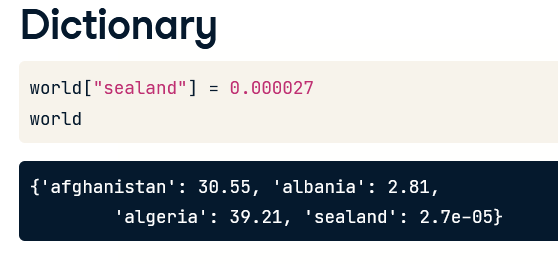 Dictionary
world["sealand"] = 0.000027
world
{'afghanistan': 30.55, 'albania': 2.81,
'algeria': 39.21, 'sealand': 2.7e-05}